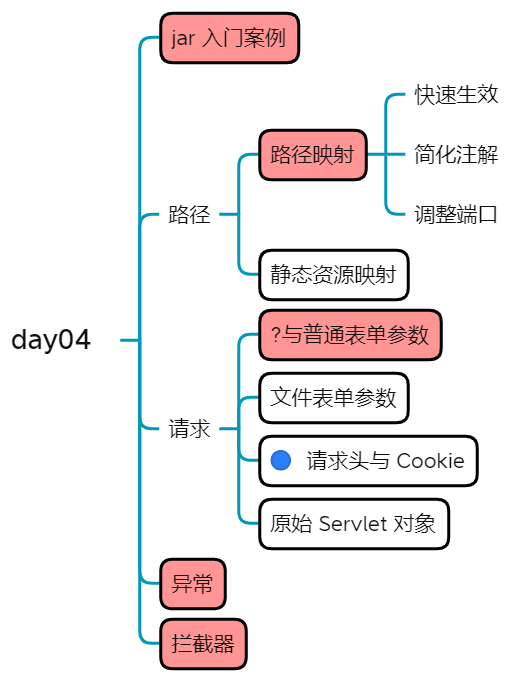 day04
jar 入门案例
路径
路径映射
快速生效
简化注解
调整端口
静态资源映射
请求
?与普通表单参数
文件表单参数
请求头与 Cookie
原始 Servlet 对象
异常
拦截器